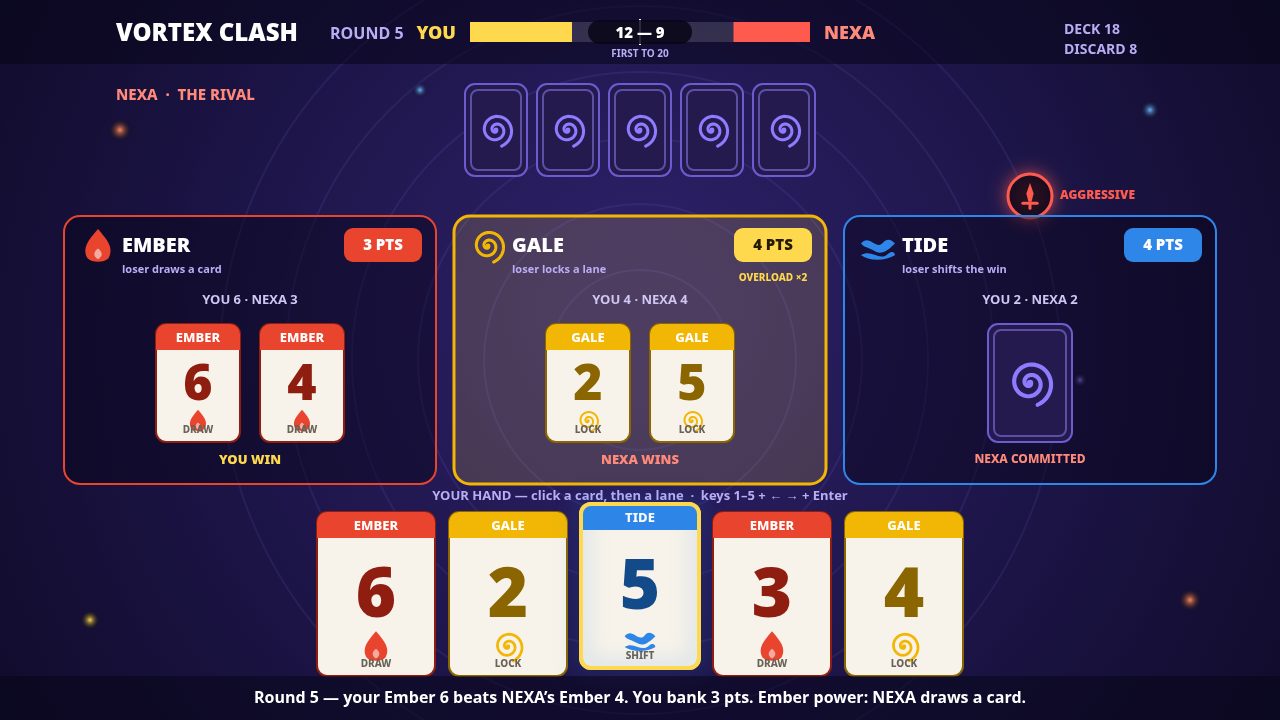 VORTEX CLASH
ROUND 5 YOU 12 — 9 NEXA
FIRST TO 20
DECK 18
DISCARD 8
NEXA · THE RIVAL
AGGRESSIVE
EMBER 3 PTS
loser draws a card
YOU 6 · NEXA 3
EMBER EMBER
6 4
DRAW DRAW
YOU WIN
GALE 4 PTS
loser locks a lane
OVERLOAD ×2
YOU 4 · NEXA 4
GALE GALE
2 5
LOCK LOCK
NEXA WINS
TIDE 4 PTS
loser shifts the win
YOU 2 · NEXA 2
NEXA COMMITTED
YOUR HAND — click a card, then a lane · keys 1–5 + ← → + Enter
EMBER GALE TIDE EMBER GALE
6 2 5 3 4
DRAW LOCK SHIFT DRAW LOCK
Round 5 — your Ember 6 beats NEXA’s Ember 4. You bank 3 pts. Ember power: NEXA draws a card.